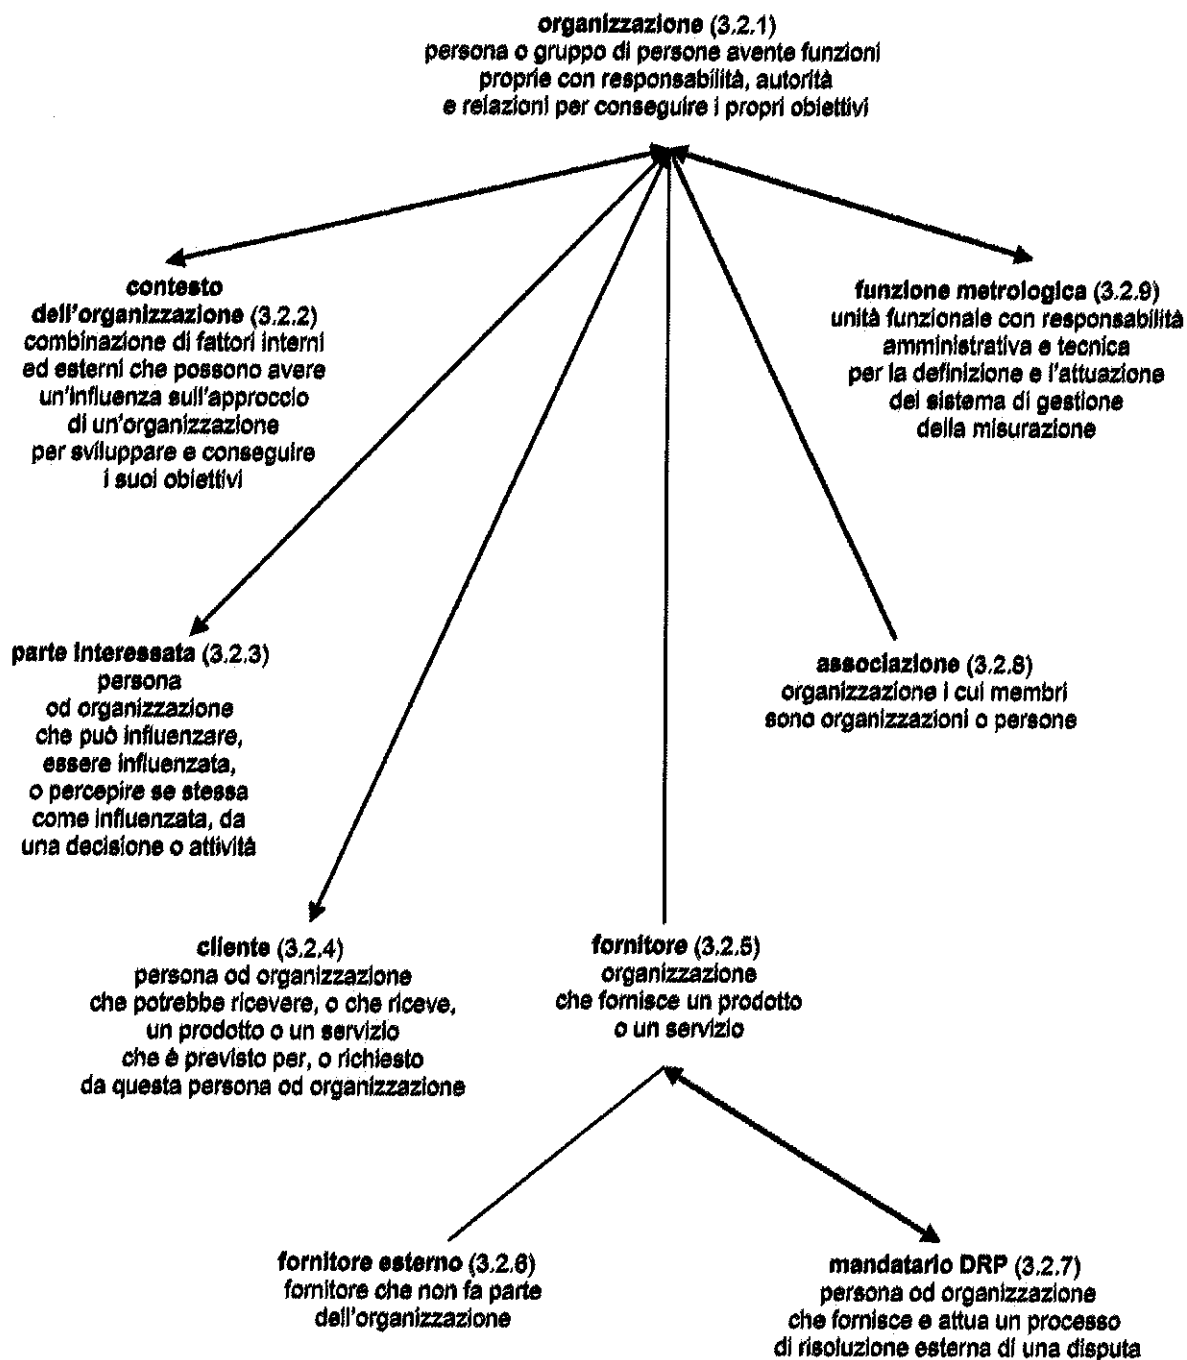 organizzazione (3.2.1)
persona o gruppo di persone avente funzioni
proprie con responsabilità, autorità
e relazioni per conseguire i propri obiettivi
contesto
dell'organizzazione (3.2.2)
combinazione di fattori interni
ed esterni che possono avere
un'influenza sull'approccio
di un'organizzazione
per sviluppare e conseguire
i suoi obiettivi
funzione metrologica (3.2.9)
unità funzionale con responsabilità
amministrativa e tecnica
per la definizione e l'attuazione
del sistema di gestione
della misurazione
parte interessata (3.2.3)
persona
od organizzazione
che può influenzare,
essere influenzata,
o percepire se stessa
come influenzata, da
una decisione o attività
associazione (3.2.8)
organizzazione i cui membri
sono organizzazioni o persone
cliente (3.2.4)
persona od organizzazione
che potrebbe ricevere, o che riceve,
un prodotto o un servizio
che è previsto per, o richiesto
da questa persona od organizzazione
fornitore (3.2.5)
organizzazione
che fornisce un prodotto
o un servizio
fornitore esterno (3.2.6)
fornitore che non fa parte
dell'organizzazione
mandatario DRP (3.2.7)
persona od organizzazione
che fornisce e attua un processo
di risoluzione esterna di una disputa